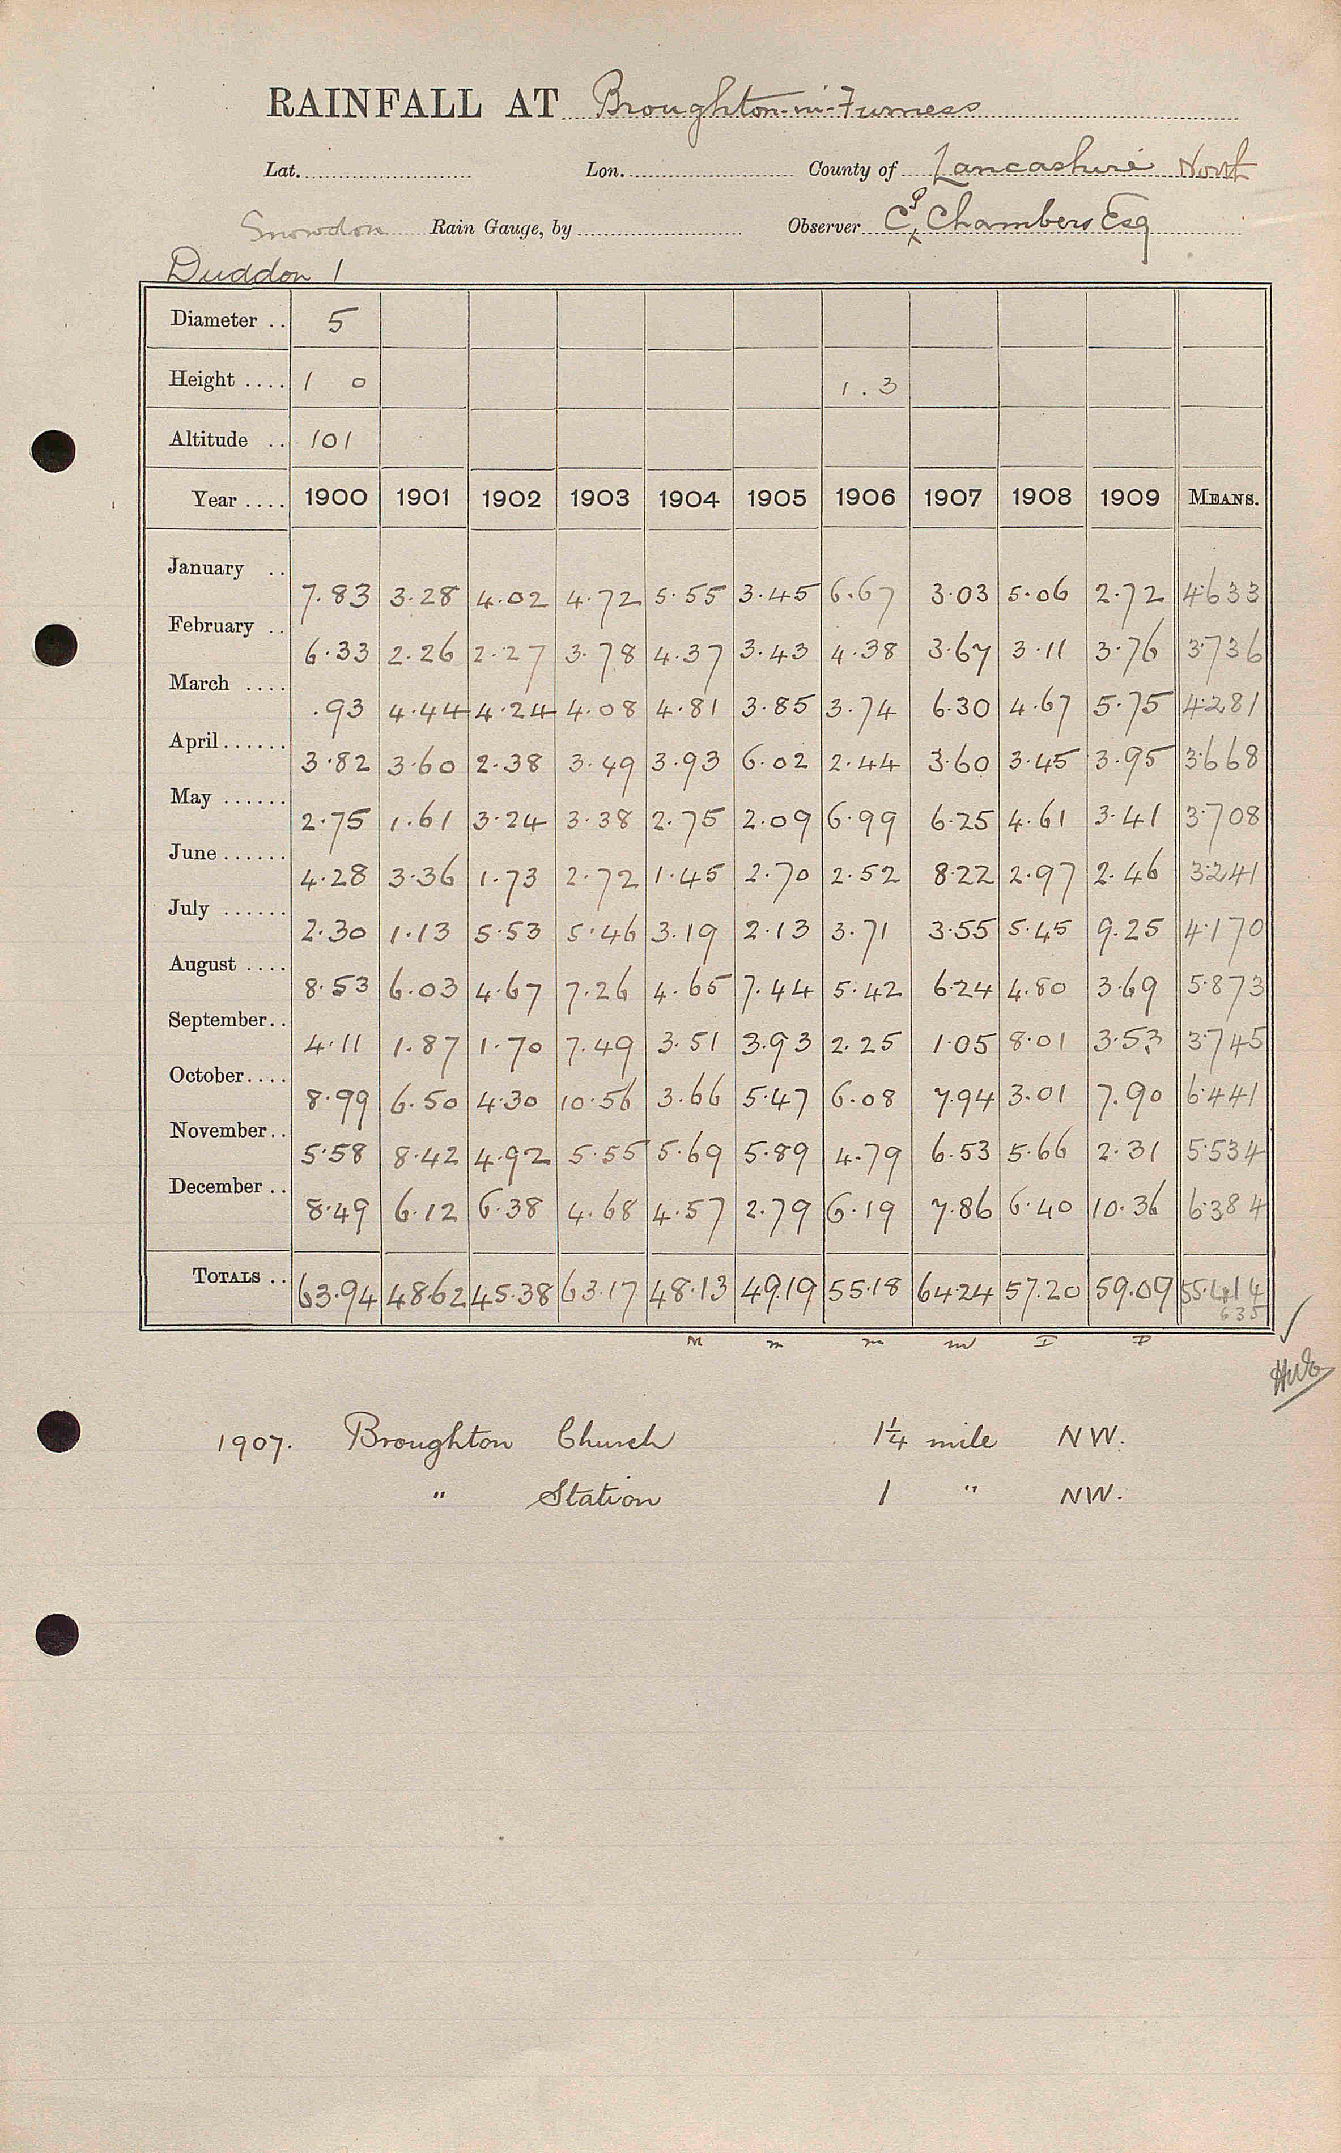 RAINFALL AT Broughton-in-Furness
Lat. Lon. County of Lancashire North
Snowdon Rain Gauge, by Observer C P Chambers Esq
Duddon 1
Diameter .. 5
Height .... 1 0 1.3
Altitude .. 101
Year .... 1900 1901 1902 1903 1904 1905 1906 1907 1908 1909 MEANS.
January .. 7.83 3.28 4.02 4.72 5.55 3.45 6.67 3.03 5.06 2.72 4.633
February .. 6.33 2.26 2.27 3.78 4.37 3.43 4.38 3.67 3.11 3.76 3.736
March .... .93 4.44 4.24 4.08 4.81 3.85 3.74 6.30 4.67 5.75 4.281
April...... 3.82 3.60 2.38 3.49 3.93 6.02 2.44 3.60 3.45 3.95 3.668
May ...... 2.75 1.61 3.24 3.38 2.75 2.09 6.99 6.25 4.61 3.41 3.708
June ...... 4.28 3.36 1.73 2.72 1.45 2.70 2.52 8.22 2.97 2.46 3.241
July ...... 2.30 1.13 5.53 5.46 3.19 2.13 3.71 3.55 5.45 9.25 4.170
August .... 8.53 6.03 4.67 7.26 4.65 7.44 5.42 6.24 4.80 3.69 5.873
September.. 4.11 1.87 1.70 7.49 3.51 3.93 2.25 1.05 8.01 3.53 3.745
October.... 8.99 6.50 4.30 10.56 3.66 5.47 6.08 7.94 3.01 7.90 6.441
November.. 5.58 8.42 4.92 5.55 5.69 5.89 4.79 6.53 5.66 2.31 5.534
December .. 8.49 6.12 6.38 4.68 4.57 2.79 6.19 7.86 6.40 10.36 6.384
TOTALS .. 63.94 48.62 45.38 63.17 48.13 49.19 55.18 64.24 57.20 59.09 55.414
635
M m m m I D
1907. Broughton Church 1¼ mile NW.
" Station 1 " NW.